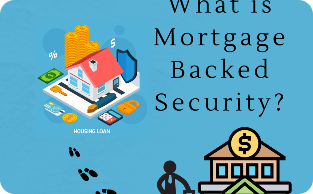 What is
Mortgage
Backed
Security?
%
$
HOUSING LOAN
$